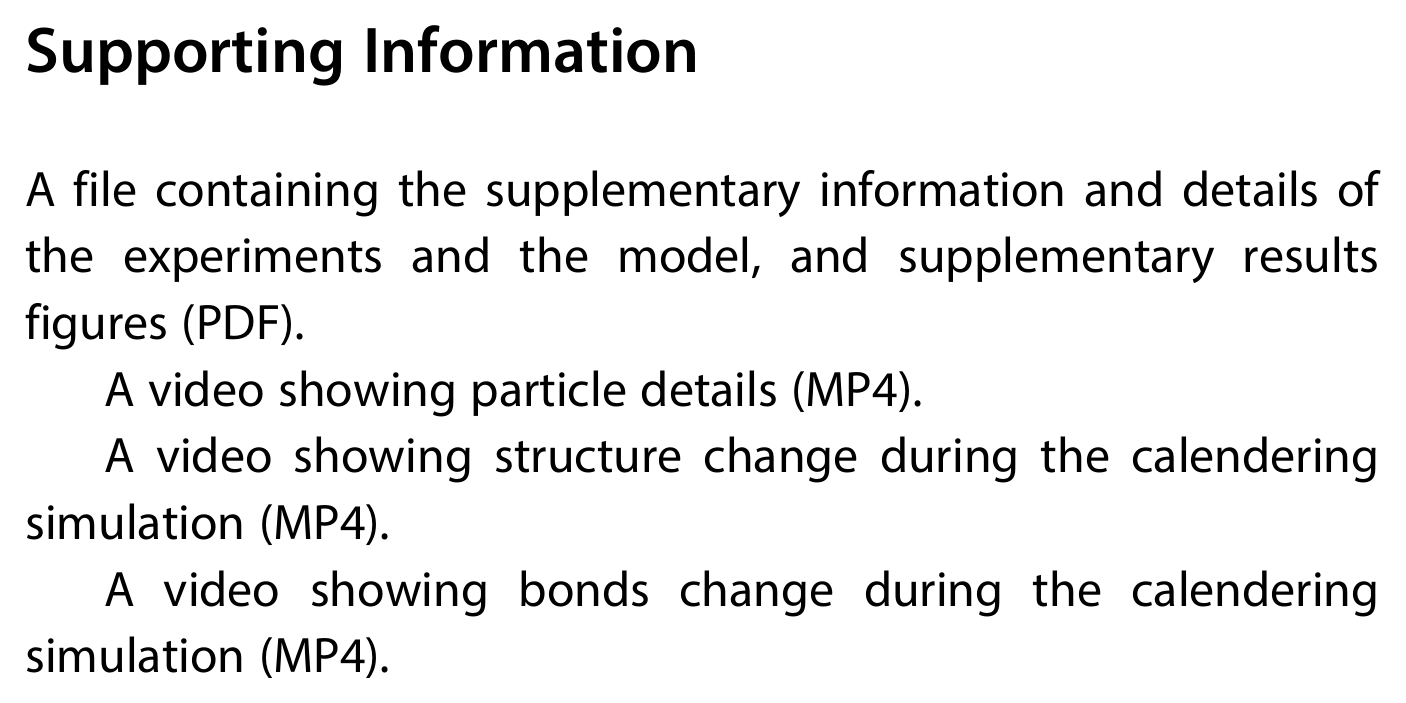 Supporting Information
A file containing the supplementary information and details of
the experiments and the model, and supplementary results
figures (PDF).
A video showing particle details (MP4).
A video showing structure change during the calendering
simulation (MP4).
A video showing bonds change during the calendering
simulation (MP4).